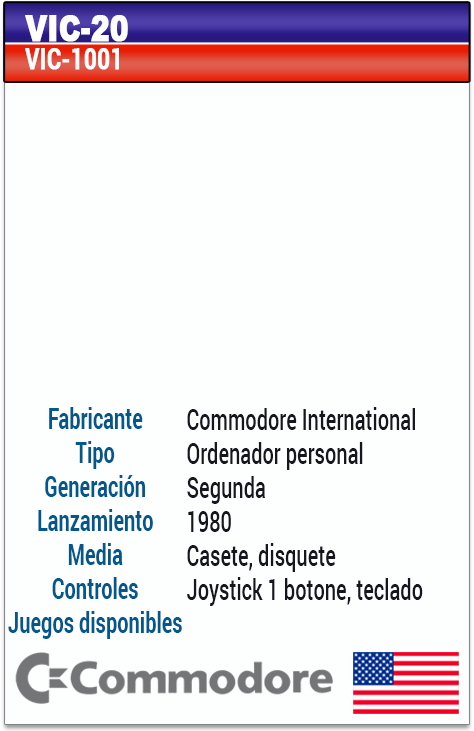 VIC-20
VIC-1001
Fabricante Commodore International
Tipo Ordenador personal
Generación Segunda
Lanzamiento 1980
Media Casete, disquete
Controles Joystick 1 botone, teclado
Juegos disponibles
Commodore